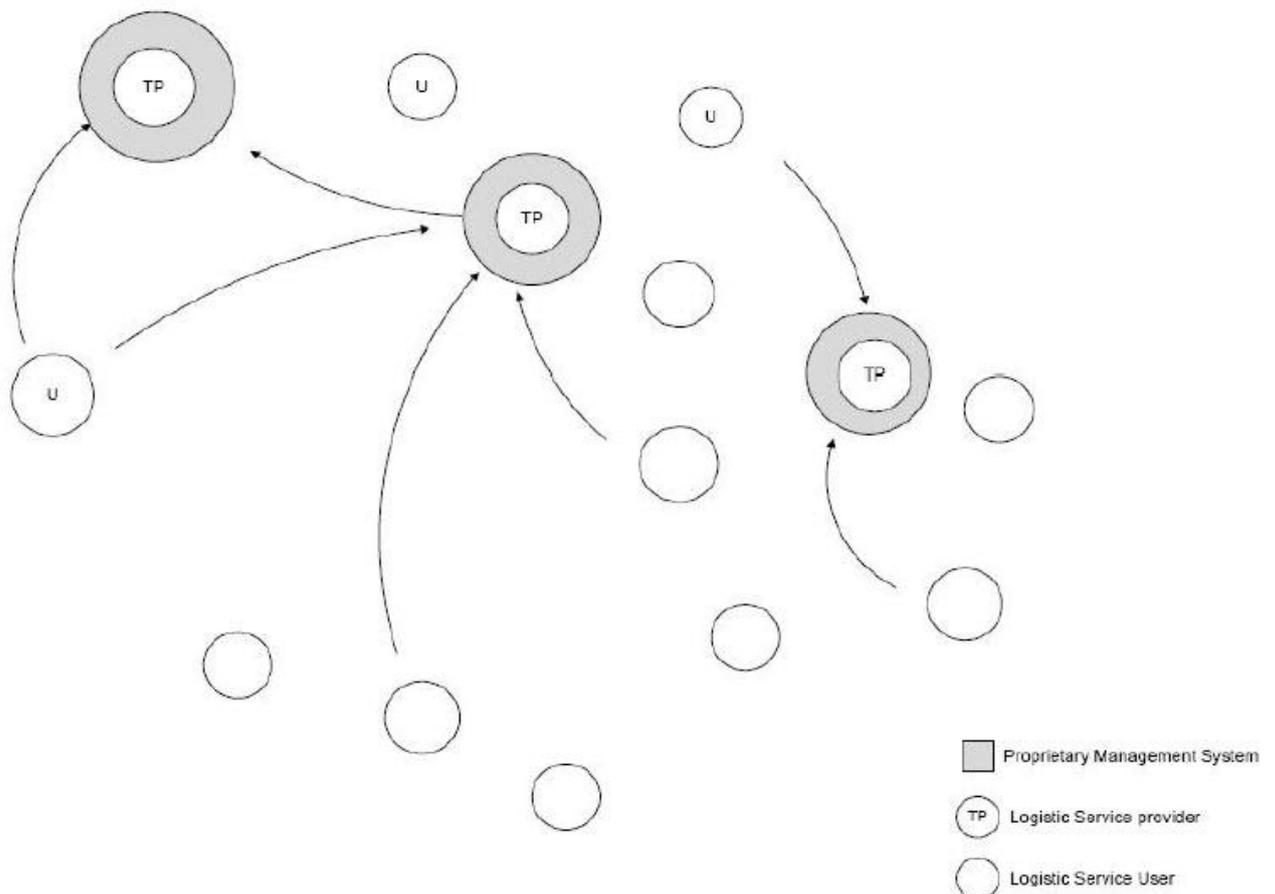 TP
U
U
TP
TP
U
Proprietary Management System
TP
Logistic Service provider
Logistic Service User